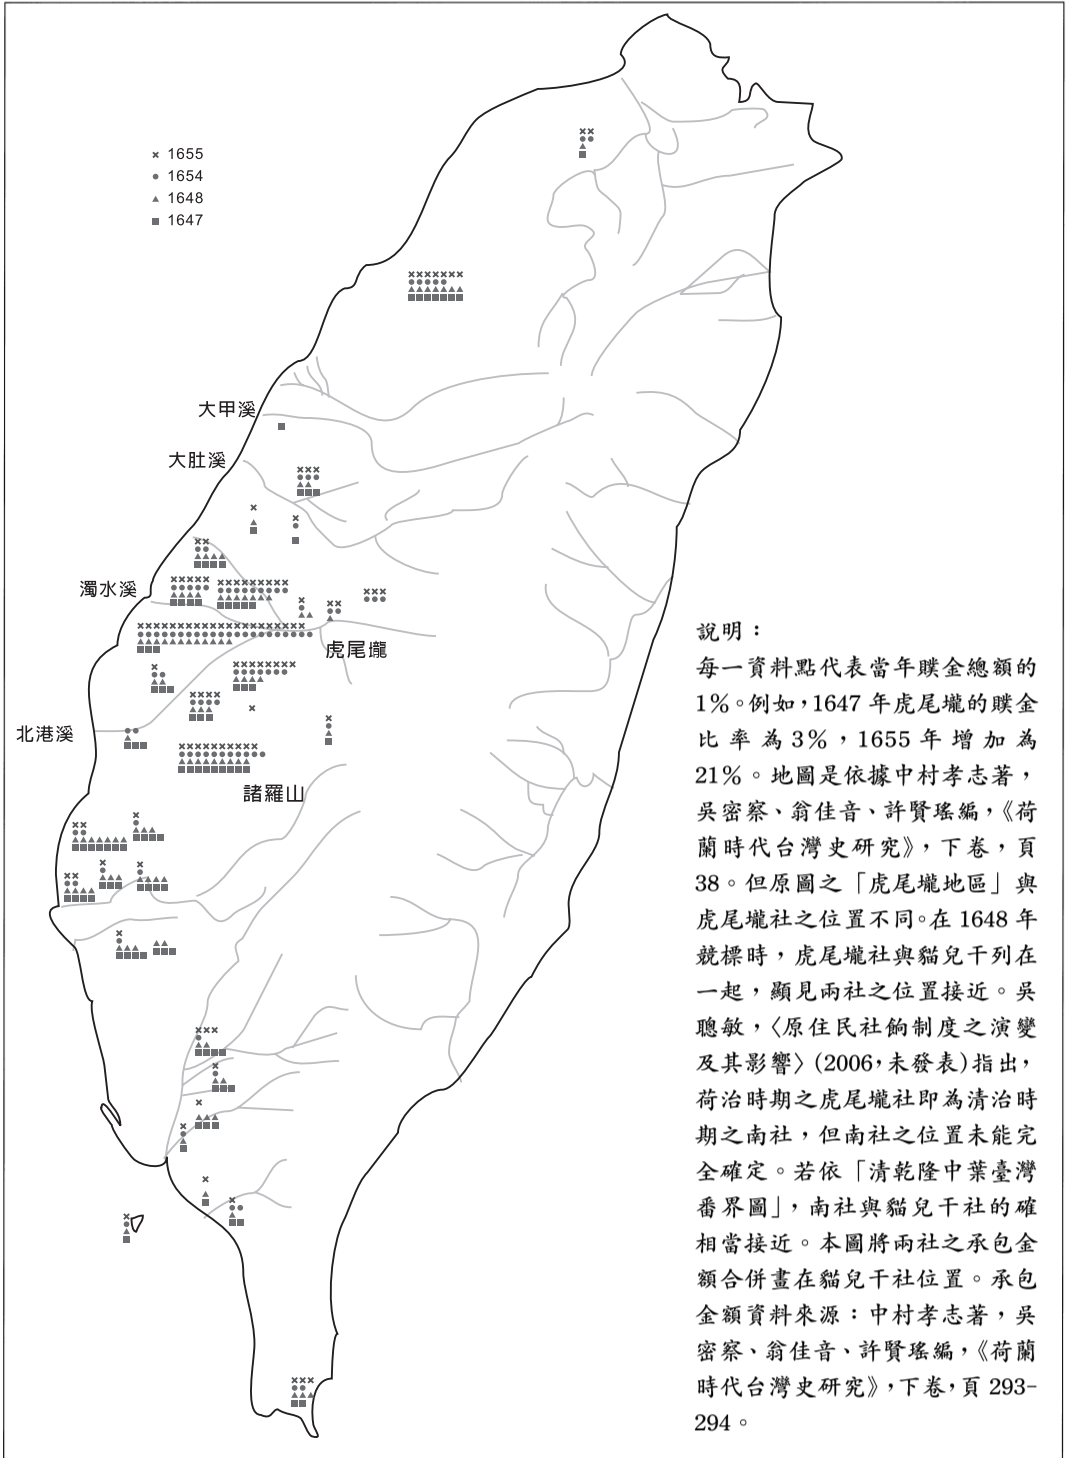 × 1655
● 1654
▲ 1648
■ 1647
大甲溪
大肚溪
濁水溪
虎尾壠
北港溪
諸羅山
說明：
每一資料點代表當年贌金總額的
1%。例如，1647 年虎尾壠的贌金
比率為3%，1655年增加為
21%。地圖是依據中村孝志著，
吳密察、翁佳音、許賢瑤編，《荷
蘭時代台灣史研究》，下卷，頁
38。但原圖之「虎尾壠地區」與
虎尾壠社之位置不同。在 1648 年
競標時，虎尾壠社與貓兒干列在
一起，顯見兩社之位置接近。吳
聰敏，〈原住民社餉制度之演變
及其影響〉(2006，未發表)指出，
荷治時期之虎尾壠社即為清治時
期之南社，但南社之位置未能完
全確定。若依「清乾隆中葉臺灣
番界圖」，南社與貓兒干社的確
相當接近。本圖將兩社之承包金
額合併畫在貓兒干社位置。承包
金額資料來源：中村孝志著，吳
密察、翁佳音、許賢瑤編，《荷蘭
時代台灣史研究》，下卷，頁 293-
294。